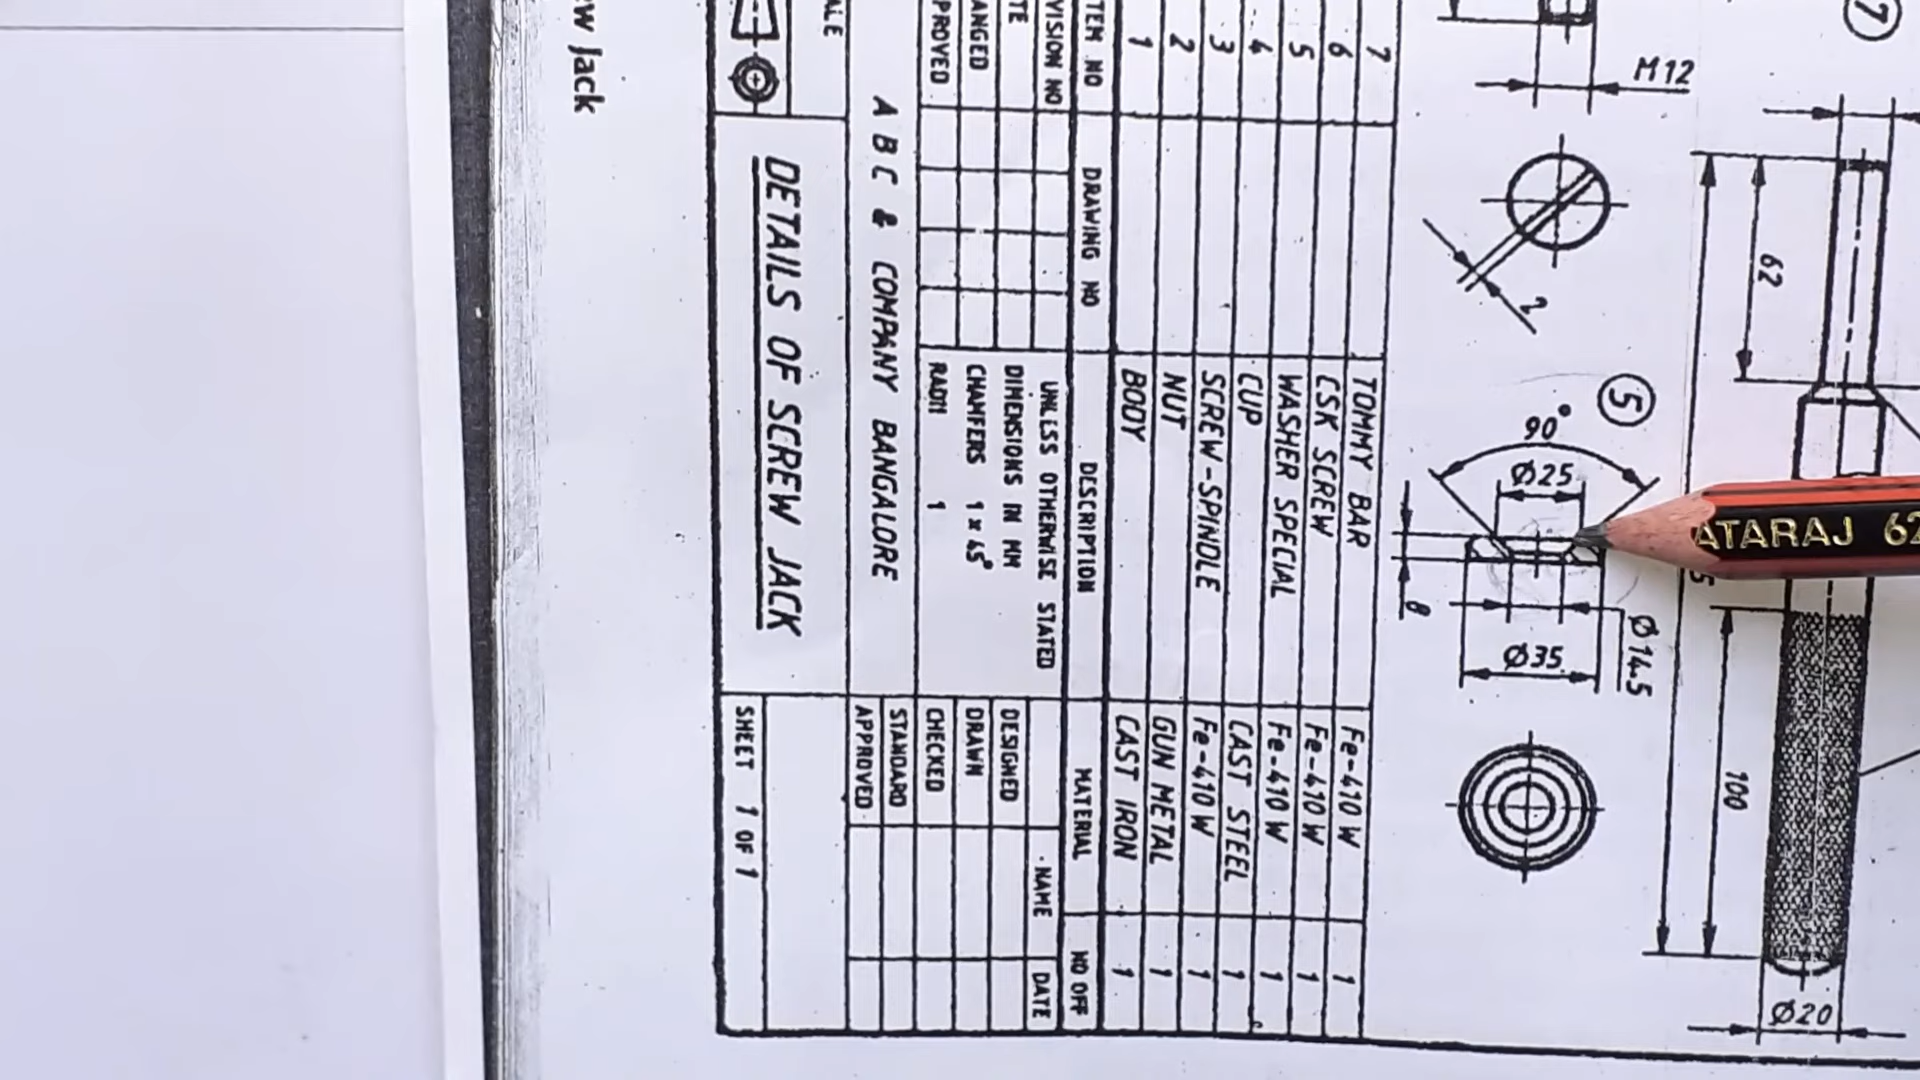 ew Jack
7 TOMMY BAR Fe-410 W 1
6 CSK SCREW Fe-410 W 1
5 WASHER SPECIAL Fe-410 W 1
4 CUP CAST STEEL 1
3 SCREW-SPINDLE Fe-410 W 1
2 NUT GUN METAL 1
1 BODY CAST IRON 1
TEM NO DRAWING NO DESCRIPTION MATERIAL NO OFF
VISION NO UNLSS OTHERWISE STATED NAME DATE
TE DIMENSIONS IN MM DESIGNED
ANGED CHAMFERS 1 x 45° DRAWN
PROVED RADII 1 CHECKED
STANDARD
A B C & COMPANY BANGALORE APPROVED
ALE
DETAILS OF SCREW JACK
SHEET 1 OF 1
7
M12
2
62
5
90°
Ø25
8
Ø14.5
Ø35
5
100
Ø20
ATARAJ 62